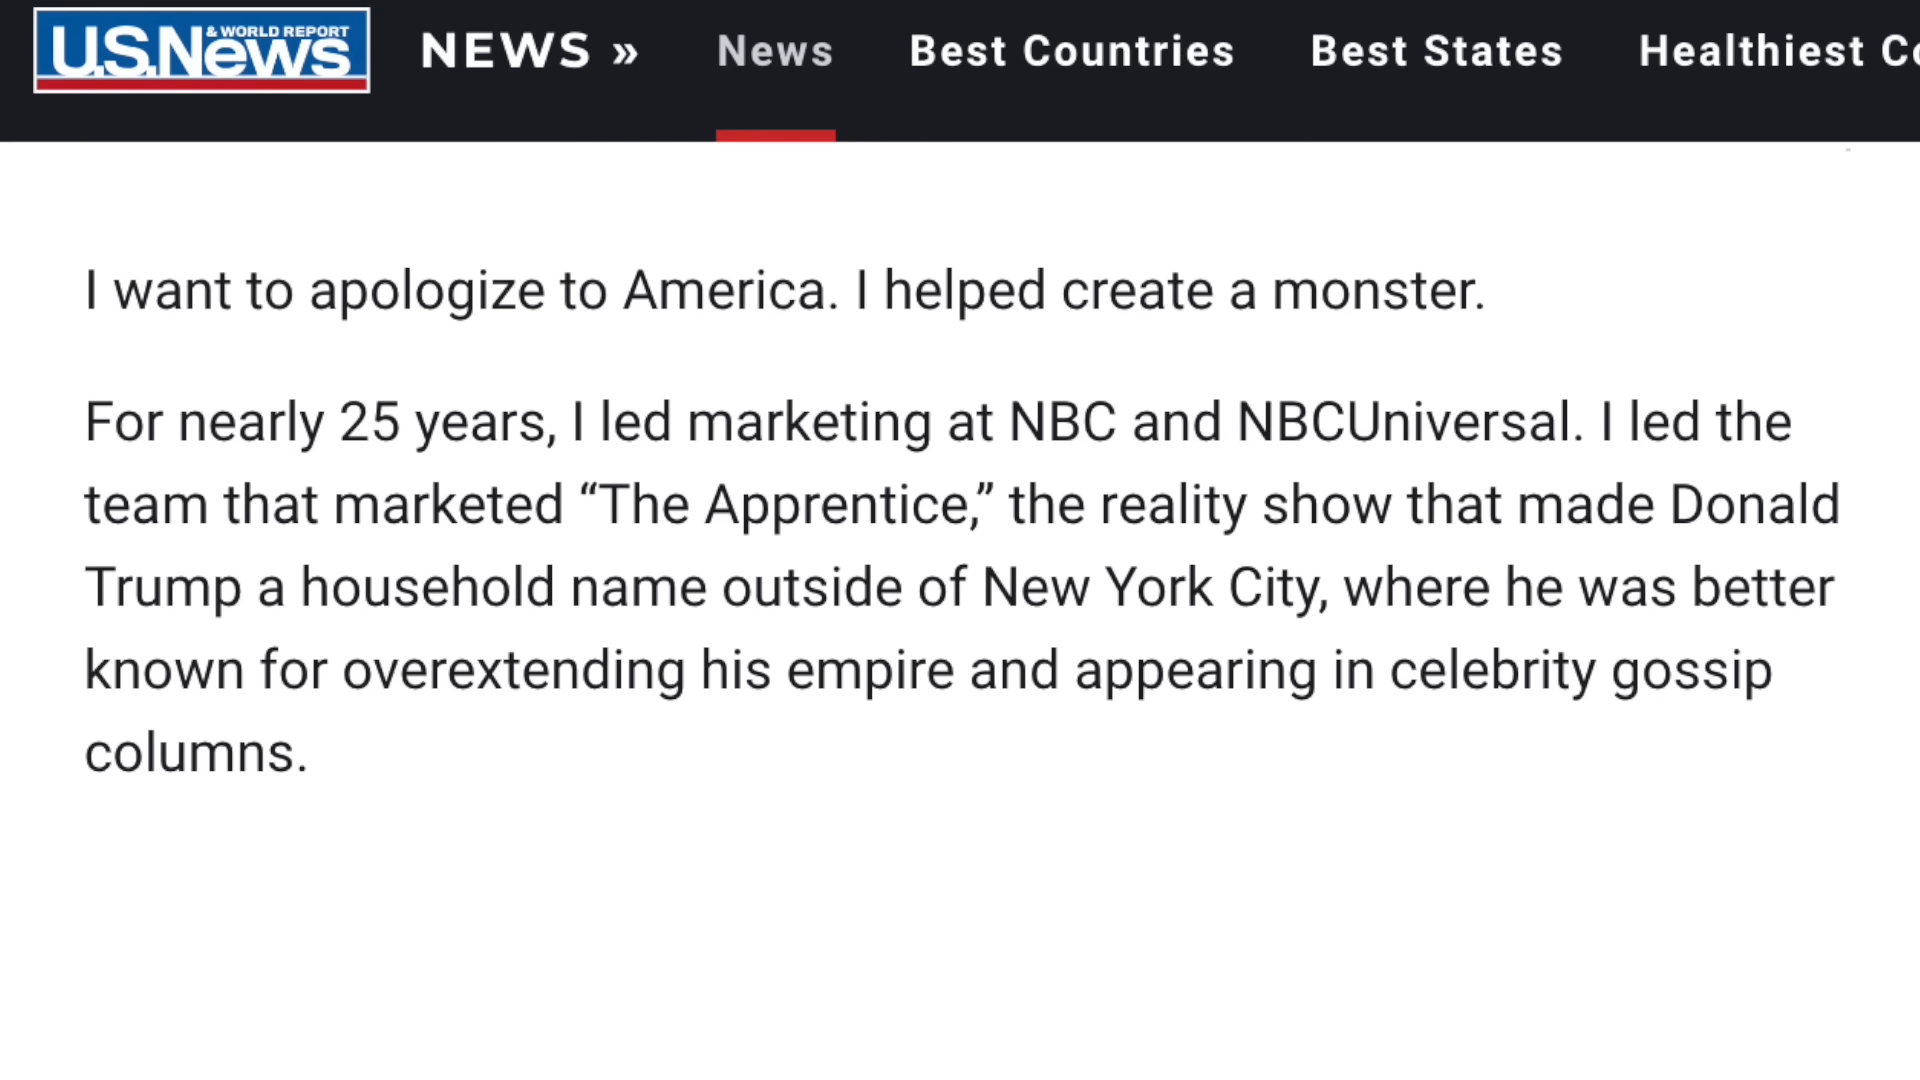 U.S.News & WORLD REPORT
NEWS » News Best Countries Best States Healthiest
I want to apologize to America. I helped create a monster.
For nearly 25 years, I led marketing at NBC and NBCUniversal. I led the
team that marketed “The Apprentice,” the reality show that made Donald
Trump a household name outside of New York City, where he was better
known for overextending his empire and appearing in celebrity gossip
columns.